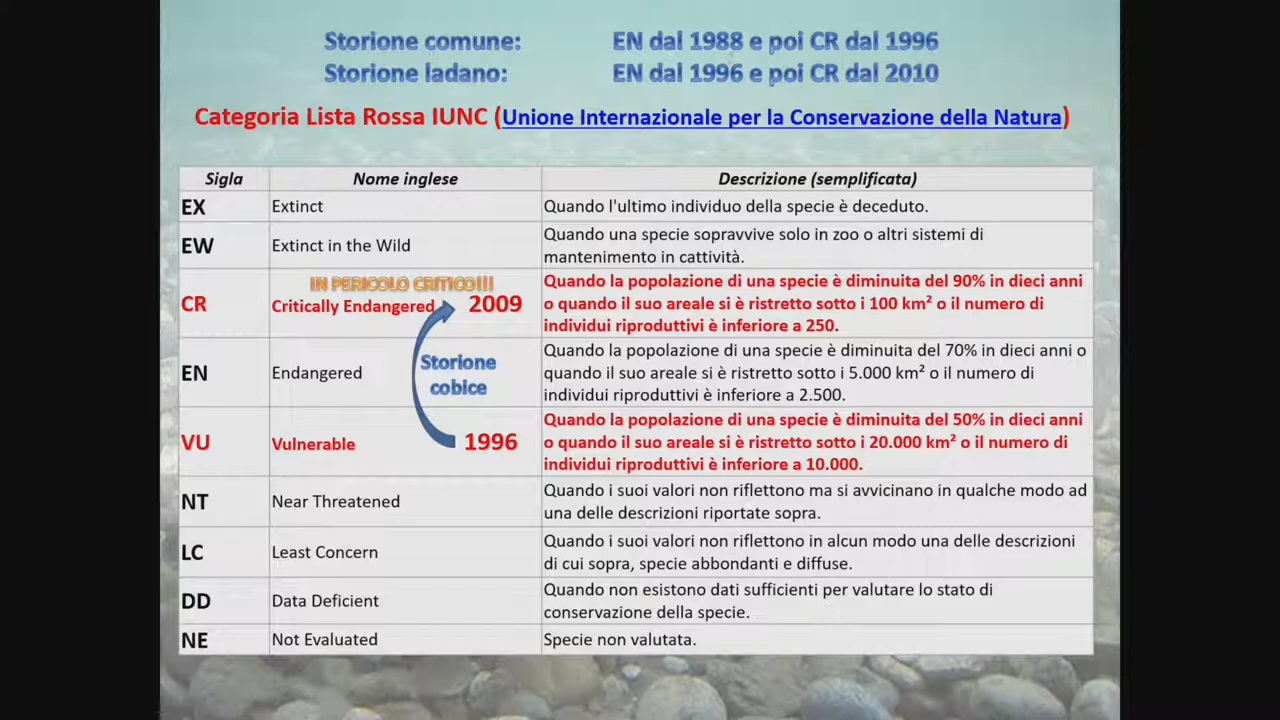 Storione comune: EN dal 1988 e poi CR dal 1996
Storione ladano: EN dal 1996 e poi CR dal 2010
Categoria Lista Rossa IUNC (Unione Internazionale per la Conservazione della Natura)
Sigla Nome inglese Descrizione (semplificata)
EX Extinct Quando l'ultimo individuo della specie è deceduto.
EW Extinct in the Wild Quando una specie sopravvive solo in zoo o altri sistemi di
mantenimento in cattività.
IN PERICOLO CRITICO!!!
CR Critically Endangered 2009 Quando la popolazione di una specie è diminuita del 90% in dieci anni
o quando il suo areale si è ristretto sotto i 100 km² o il numero di
individui riproduttivi è inferiore a 250.
EN Endangered Quando la popolazione di una specie è diminuita del 70% in dieci anni o
quando il suo areale si è ristretto sotto i 5.000 km² o il numero di
individui riproduttivi è inferiore a 2.500.
Storione
cobice
VU Vulnerable 1996 Quando la popolazione di una specie è diminuita del 50% in dieci anni
o quando il suo areale si è ristretto sotto i 20.000 km² o il numero di
individui riproduttivi è inferiore a 10.000.
NT Near Threatened Quando i suoi valori non riflettono ma si avvicinano in qualche modo ad
una delle descrizioni riportate sopra.
LC Least Concern Quando i suoi valori non riflettono in alcun modo una delle descrizioni
di cui sopra, specie abbondanti e diffuse.
DD Data Deficient Quando non esistono dati sufficienti per valutare lo stato di
conservazione della specie.
NE Not Evaluated Specie non valutata.